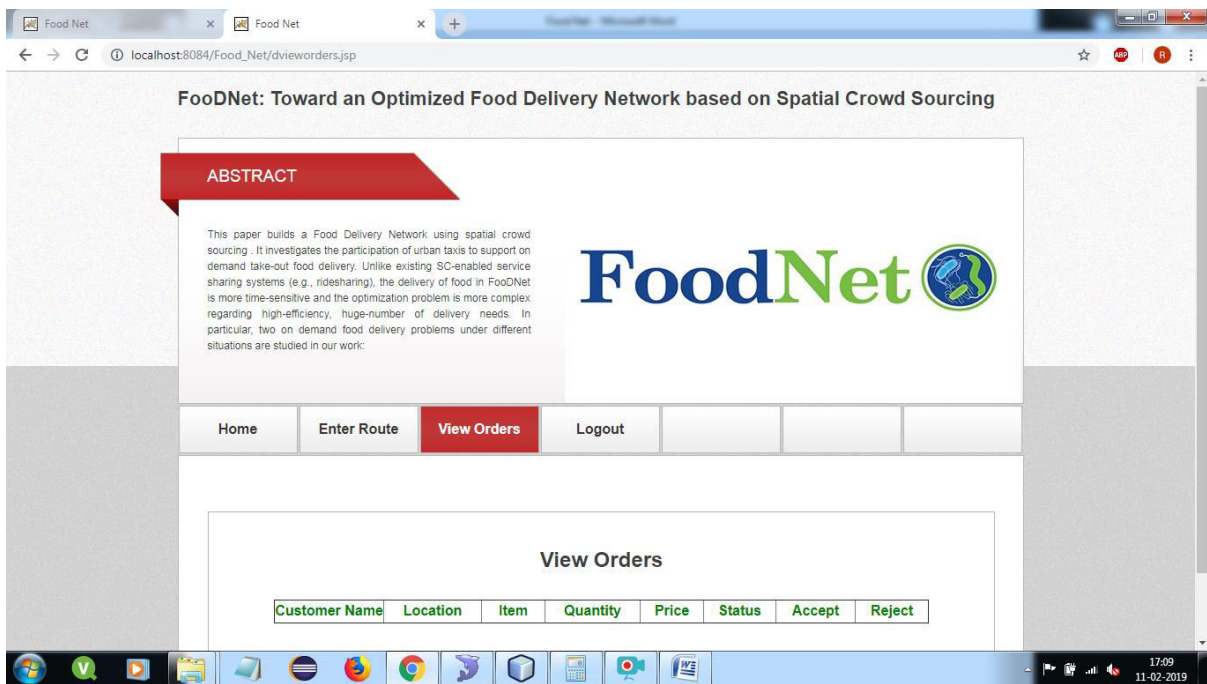 Food Net
Food Net
Food Net - Microsoft Word
localhost:8084/Food_Net/dvieworders.jsp
ABP
R
FooDNet: Toward an Optimized Food Delivery Network based on Spatial Crowd Sourcing
ABSTRACT
This paper builds a Food Delivery Network using spatial crowd
sourcing . It investigates the participation of urban taxis to support on
demand take-out food delivery. Unlike existing SC-enabled service
sharing systems (e.g., ridesharing), the delivery of food in FooDNet
is more time-sensitive and the optimization problem is more complex
regarding high-efficiency, huge-number of delivery needs. In
particular, two on demand food delivery problems under different
situations are studied in our work:
FoodNet
Home Enter Route View Orders Logout
View Orders
Customer Name Location Item Quantity Price Status Accept Reject
17:09
11-02-2019